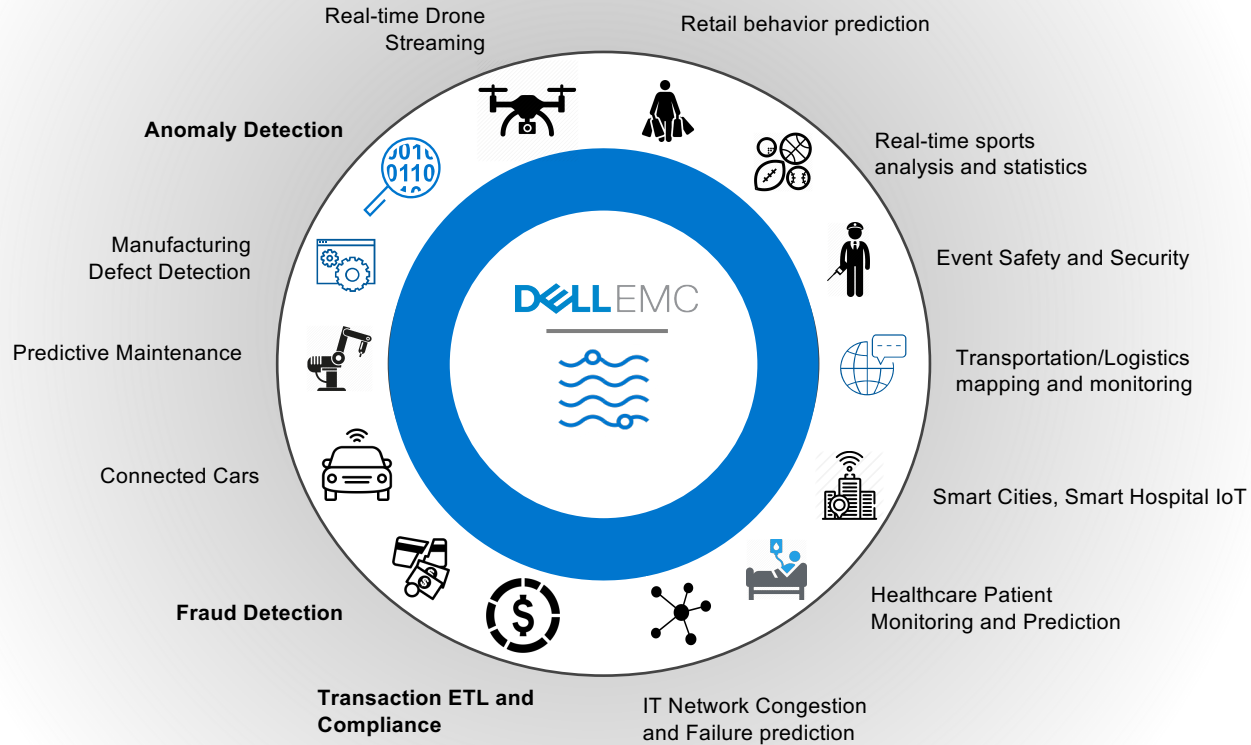 Real-time Drone
Streaming
Retail behavior prediction
Anomaly Detection
Real-time sports
analysis and statistics
Manufacturing
Defect Detection
Event Safety and Security
Predictive Maintenance
Transportation/Logistics
mapping and monitoring
Connected Cars
Smart Cities, Smart Hospital IoT
Fraud Detection
Healthcare Patient
Monitoring and Prediction
Transaction ETL and
Compliance
IT Network Congestion
and Failure prediction
DELLEMC
0110
$